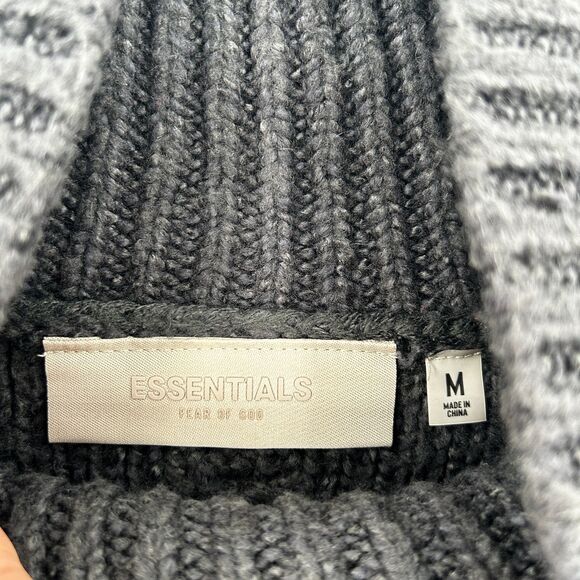 ESSENTIALS
FEAR OF GOD
M
MADE IN
CHINA